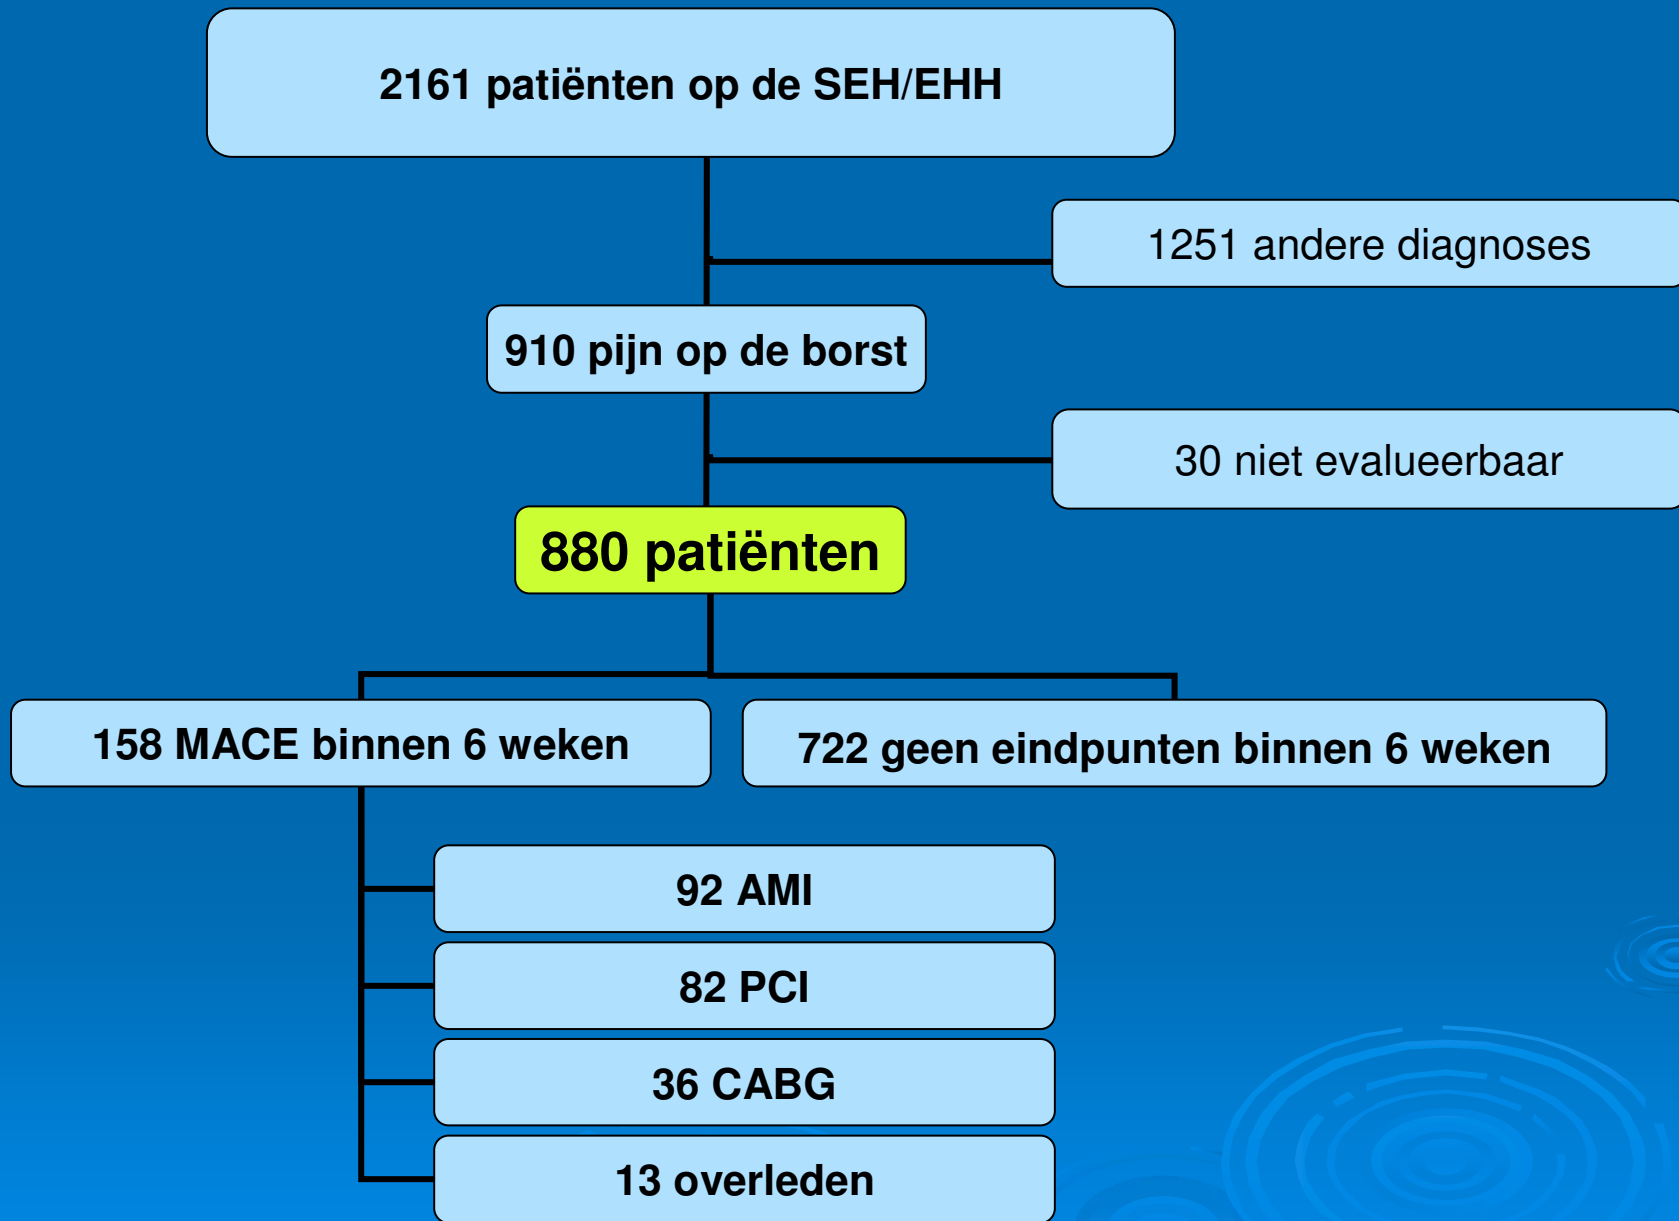 2161 patiënten op de SEH/EHH
1251 andere diagnoses
910 pijn op de borst
30 niet evalueerbaar
880 patiënten
158 MACE binnen 6 weken
722 geen eindpunten binnen 6 weken
92 AMI
82 PCI
36 CABG
13 overleden